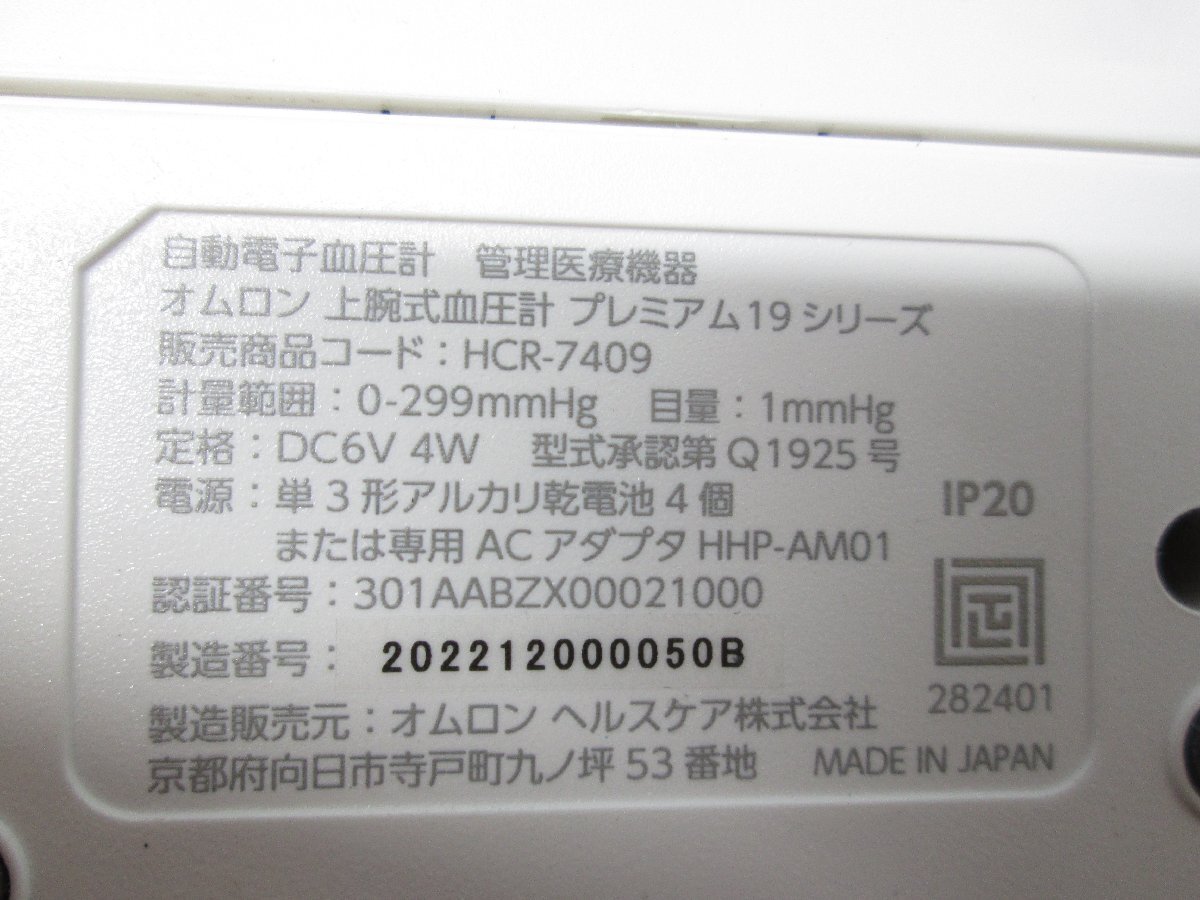 自動電子血圧計　管理医療機器
オムロン 上腕式血圧計 プレミアム19 シリーズ
販売商品コード：HCR-7409
計量範囲：0-299mmHg　目量：1mmHg
定格：DC6V 4W　型式承認第 Q1925 号
電源：単３形アルカリ乾電池４個
または専用 AC アダプタ HHP-AM01
IP20
認証番号：301AABZX00021000
製造番号：202212000050B
282401
製造販売元：オムロン ヘルスケア株式会社
京都府向日市寺戸町九ノ坪 53 番地
MADE IN JAPAN